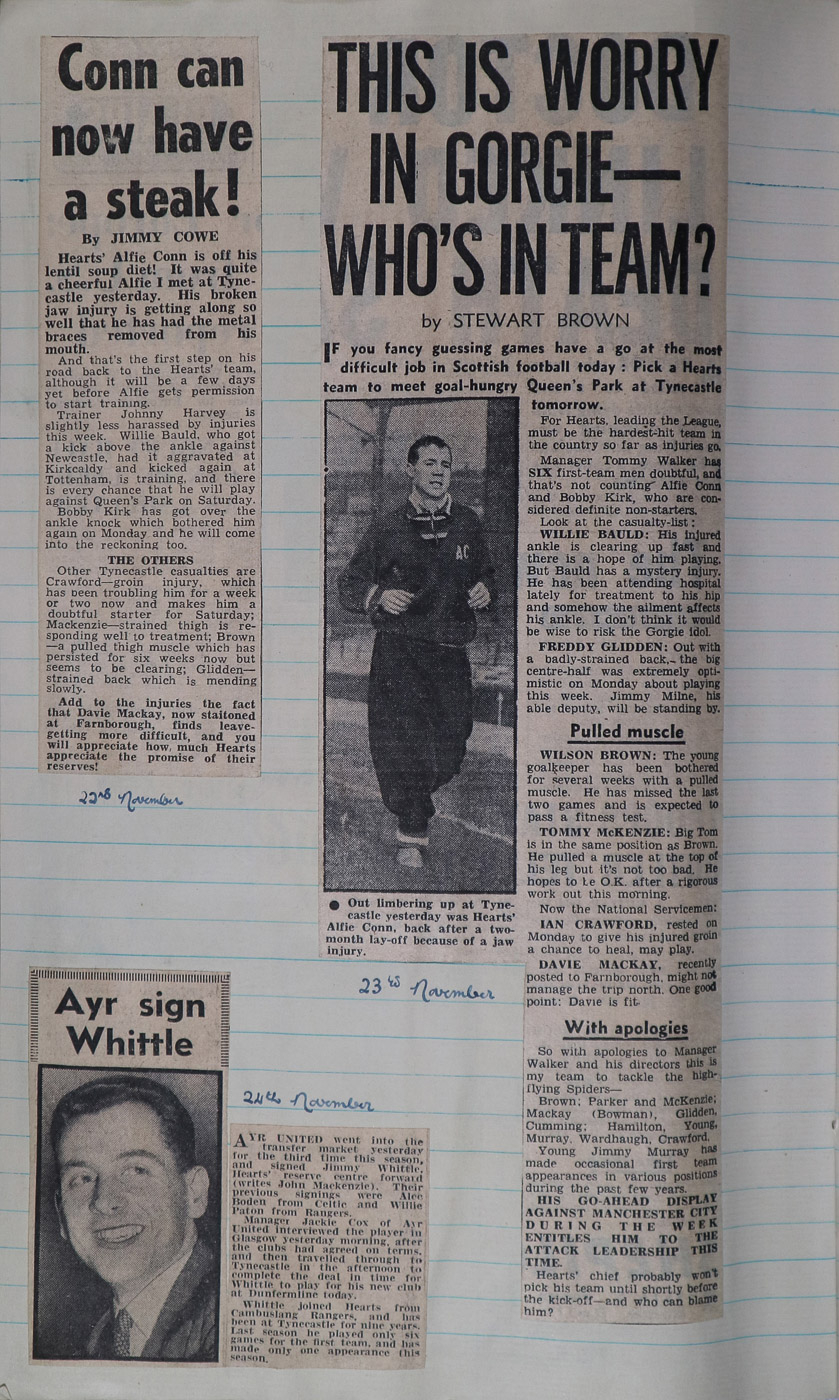 Conn can
now have
a steak!
By JIMMY COWE
Hearts' Alfie Conn is off his
lentil soup diet! It was quite
a cheerful Alfie I met at Tyne-
castle yesterday. His broken
jaw injury is getting along so
well that he has had the metal
braces removed from his
mouth.
And that's the first step on his
road back to the Hearts' team,
although it will be a few days
yet before Alfie gets permission
to start training.
Trainer Johnny Harvey is
slightly less harassed by injuries
this week. Willie Bauld, who got
a kick above the ankle against
Newcastle, had it aggravated at
Kirkcaldy and kicked again at
Tottenham, is training, and there
is every chance that he will play
against Queen's Park on Saturday.
Bobby Kirk has got over the
ankle knock which bothered him
again on Monday and he will come
into the reckoning too.
THE OTHERS
Other Tynecastle casualties are
Crawford—groin injury, which
has been troubling him for a week
or two now and makes him a
doubtful starter for Saturday;
Mackenzie—strained thigh is re-
sponding well to treatment; Brown
—a pulled thigh muscle which has
persisted for six weeks now but
seems to be clearing; Glidden—
strained back which is mending
slowly.
Add to the injuries the fact
that Davie Mackay, now staitoned
at Farnborough, finds leave-
getting more difficult, and you
will appreciate how much Hearts
appreciate the promise of their
reserves!
22nd November
THIS IS WORRY
IN GORGIE—
WHO'S IN TEAM?
by STEWART BROWN
IF you fancy guessing games have a go at the most
difficult job in Scottish football today : Pick a Hearts
team to meet goal-hungry Queen's Park at Tynecastle
tomorrow.
For Hearts, leading the League,
must be the hardest-hit team in
the country so far as injuries go.
Manager Tommy Walker has
SIX first-team men doubtful, and
that's not counting Alfie Conn
and Bobby Kirk, who are con-
sidered definite non-starters.
Look at the casualty-list :
WILLIE BAULD: His injured
ankle is clearing up fast and
there is a hope of him playing.
But Bauld has a mystery injury.
He has been attending hospital
lately for treatment to his hip
and somehow the ailment affects
his ankle. I don't think it would
be wise to risk the Gorgie idol.
FREDDY GLIDDEN: Out with
a badly-strained back, the big
centre-half was extremely opti-
mistic on Monday about playing
this week. Jimmy Milne, his
able deputy, will be standing by.
Pulled muscle
WILSON BROWN: The young
goalkeeper has been bothered
for several weeks with a pulled
muscle. He has missed the last
two games and is expected to
pass a fitness test.
TOMMY McKENZIE: Big Tom
is in the same position as Brown.
He pulled a muscle at the top of
his leg but it's not too bad. He
hopes to be O.K. after a rigorous
work out this morning.
Now the National Servicemen:
IAN CRAWFORD, rested on
Monday to give his injured groin
a chance to heal, may play.
DAVIE MACKAY, recently
posted to Farnborough, might not
manage the trip north. One good
point: Davie is fit.
With apologies
So with apologies to Manager
Walker and his directors this is
my team to tackle the high-
flying Spiders—
Brown; Parker and McKenzie;
Mackay (Bowman), Glidden,
Cumming; Hamilton, Young,
Murray, Wardhaugh, Crawford.
Young Jimmy Murray has
made occasional first team
appearances in various positions
during the past few years.
HIS GO-AHEAD DISPLAY
AGAINST MANCHESTER CITY
DURING THE WEEK
ENTITLES HIM TO THE
ATTACK LEADERSHIP THIS
TIME.
Hearts' chief probably won't
pick his team until shortly before
the kick-off—and who can blame
him?
AC
● Out limbering up at Tyne-
castle yesterday was Hearts'
Alfie Conn, back after a two-
month lay-off because of a jaw
injury.
23rd November
Ayr sign
Whittle
24th November
AYR UNITED went into the
transfer market yesterday
for the third time this season,
and signed Jimmy Whittle,
Hearts' reserve centre forward
(writes John Mackenzie). Their
previous signings were Alec
Boden from Celtic and Willie
Paton from Rangers.
Manager Jackie Cox of Ayr
United interviewed the player in
Glasgow yesterday morning, after
the clubs had agreed on terms,
and then travelled through to
Tynecastle in the afternoon to
complete the deal in time for
Whittle to play for his new club
at Dunfermline today.
Whittle joined Hearts from
Cambuslang Rangers, and has
been at Tynecastle for nine years.
Last season he played only six
games for the first team, and has
made only one appearance this
season.